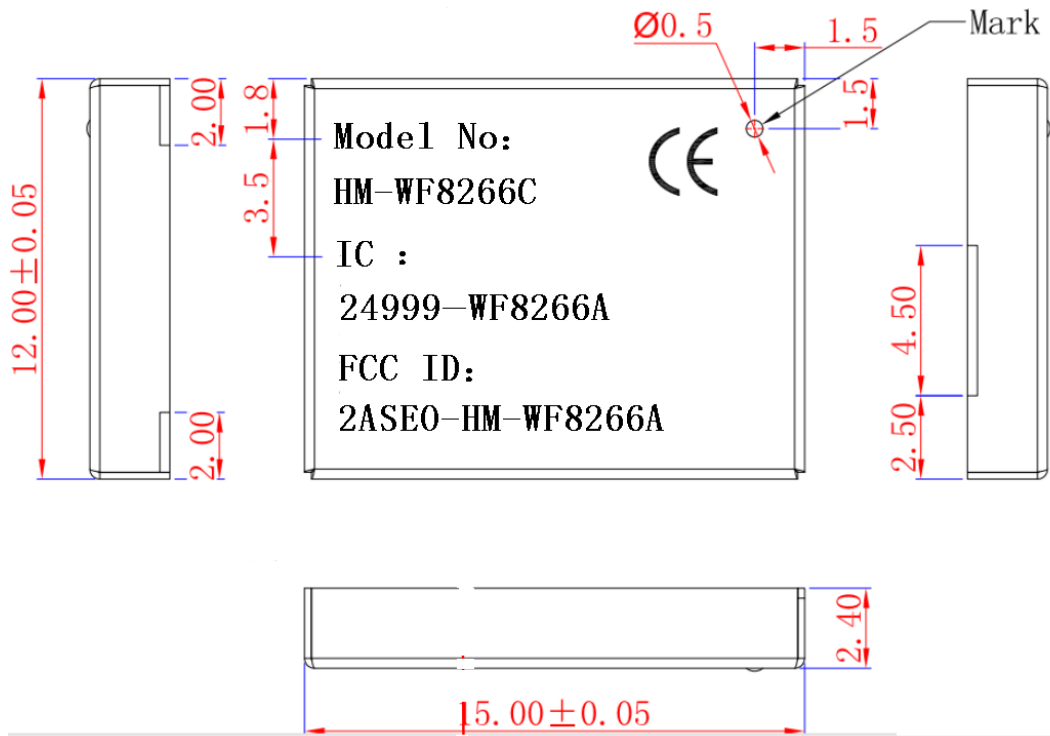 Ø0.5
1.5
Mark
2.00
1.8
1.5
Model No:
3.5
HM-WF8266C
CE
12.00±0.05
IC :
24999-WF8266A
4.50
FCC ID:
2ASEO-HM-WF8266A
2.00
2.50
2.40
15.00±0.05